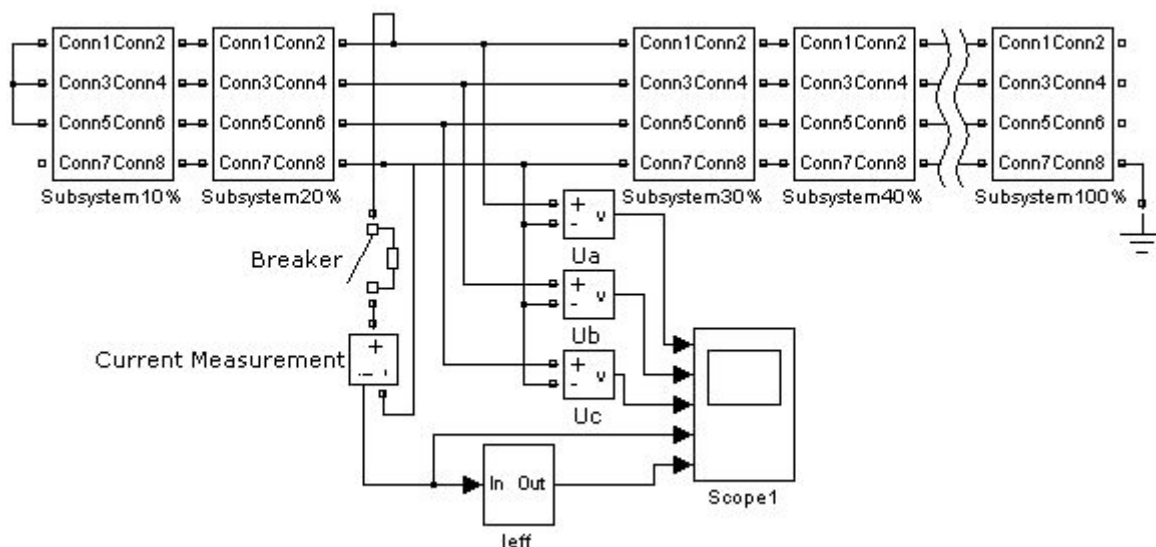 Conn1Conn2 Conn1Conn2 Conn1Conn2 Conn1Conn2 Conn1Conn2
Conn3Conn4 Conn3Conn4 Conn3Conn4 Conn3Conn4 Conn3Conn4
Conn5Conn6 Conn5Conn6 Conn5Conn6 Conn5Conn6 Conn5Conn6
Conn7Conn8 Conn7Conn8 Conn7Conn8 Conn7Conn8 Conn7Conn8
Subsystem10% Subsystem20% Subsystem30% Subsystem40% Subsystem100%
+ v
-
Ua
Breaker
+ v
-
Ub
Current Measurement
+
+ v
-
Uc
In Out
Scope1
Ieff